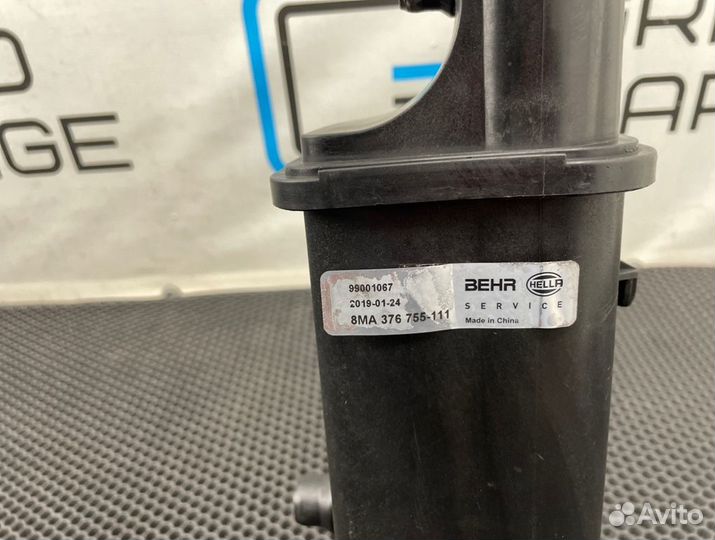 99001067
2019-01-24
8MA 376 755-111
BEHR HELLA
SERVICE
Made in China
Avito